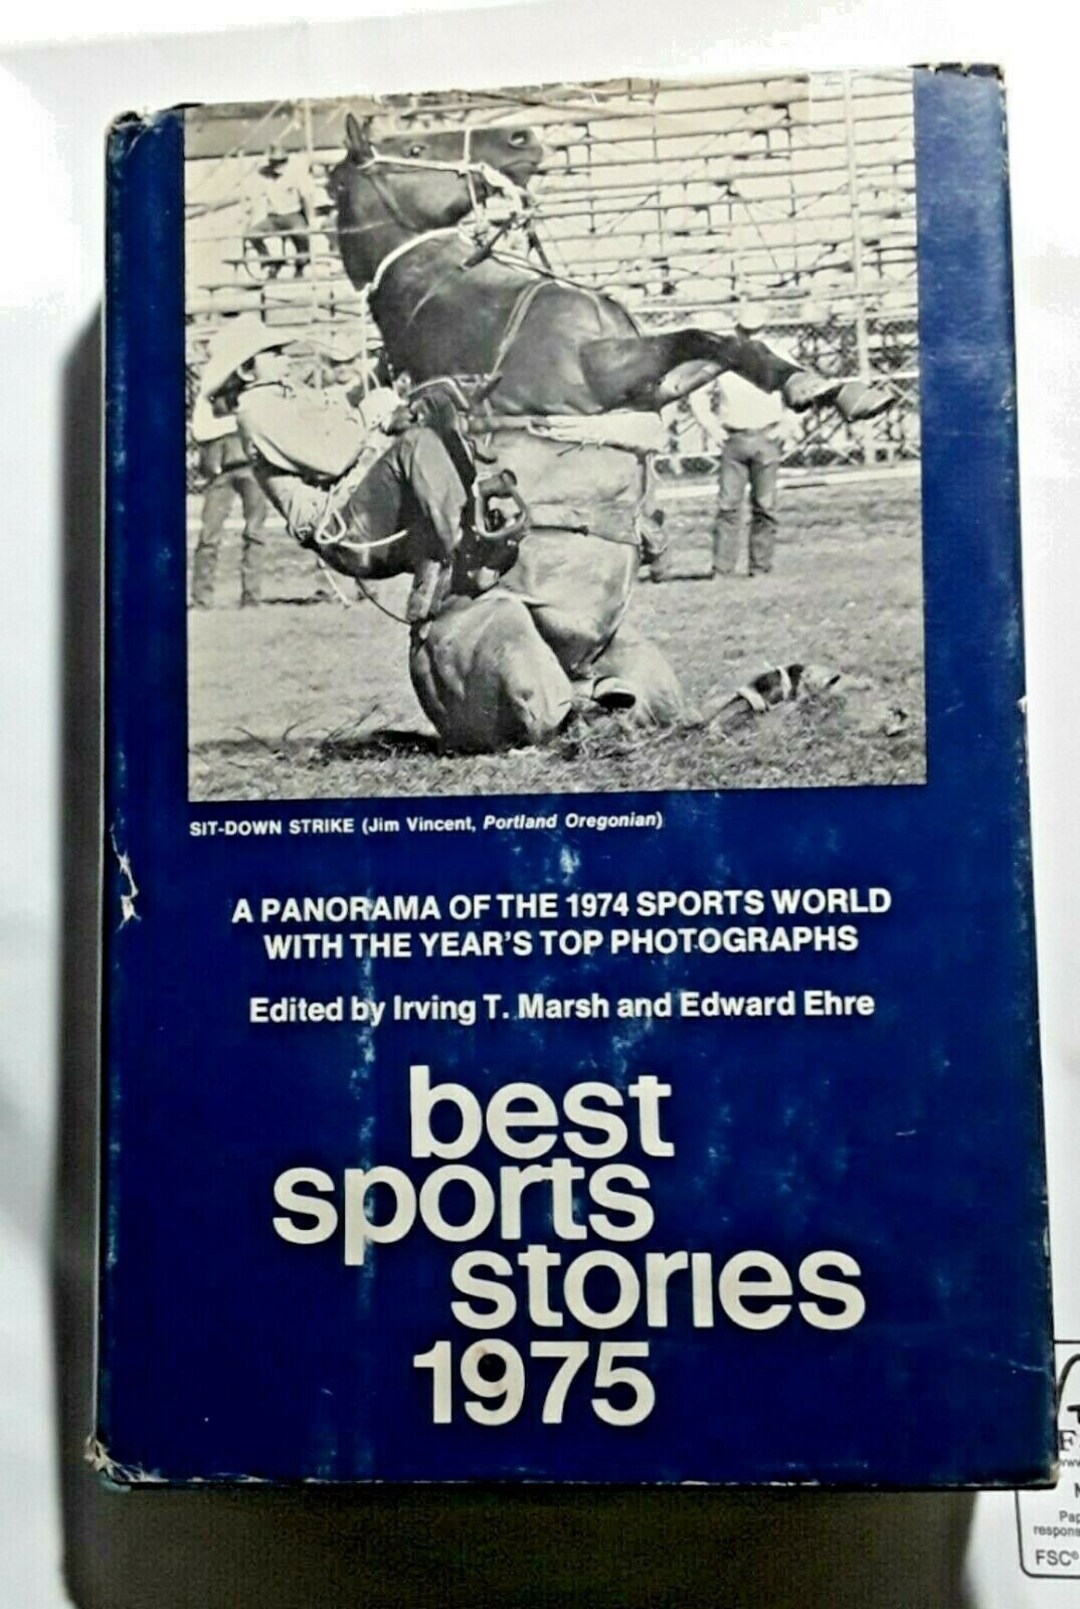 SIT-DOWN STRIKE (Jim Vincent, Portland Oregonian)
A PANORAMA OF THE 1974 SPORTS WORLD
WITH THE YEAR'S TOP PHOTOGRAPHS
Edited by Irving T. Marsh and Edward Ehre
best
sports
stories
1975
FSC®